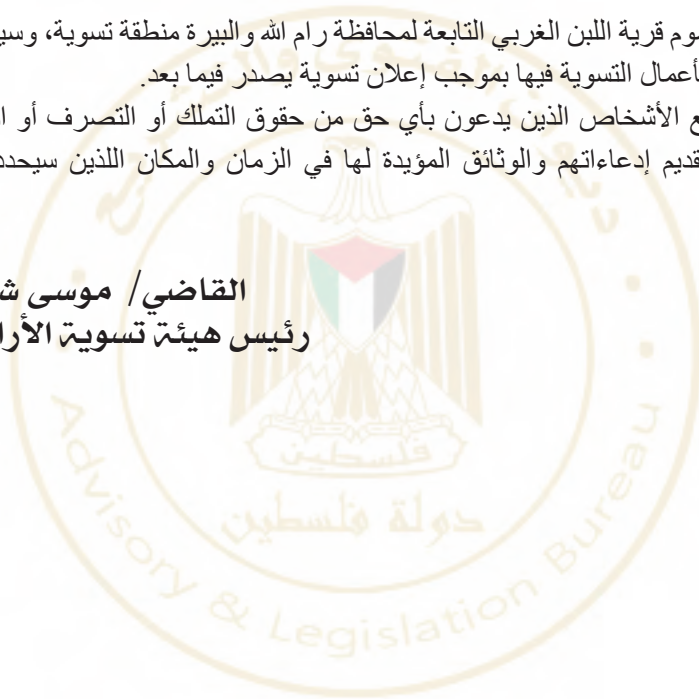 وم قرية اللبن الغربي التابعة لمحافظة رام الله والبيرة منطقة تسوية، وسي
أعمال التسوية فيها بموجب إعلان تسوية يصدر فيما بعد.
ع الأشخاص الذين يدعون بأي حق من حقوق التملك أو التصرف أو ا
قديم إدعاءاتهم والوثائق المؤيدة لها في الزمان والمكان اللذين سيحدد
القاضي/ موسى ش
رئيس هيئة تسوية الأرا
فلسطين
دولة فلسطين
Advisory & Legislation Bureau